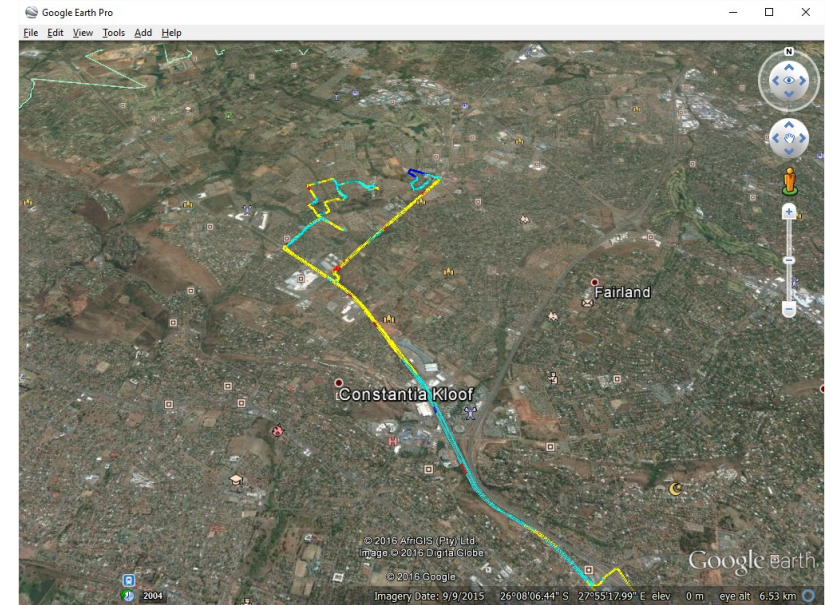 Google Earth Pro
File Edit View Tools Add Help
N
Fairland
Constantia Kloof
H
© 2016 AfriGIS (Pty) Ltd.
Image © 2016 DigitalGlobe
© 2016 Google
Google earth
2004
Imagery Date: 9/9/2015 26°08'06.44" S 27°55'17.99" E elev 0 m eye alt 6.53 km